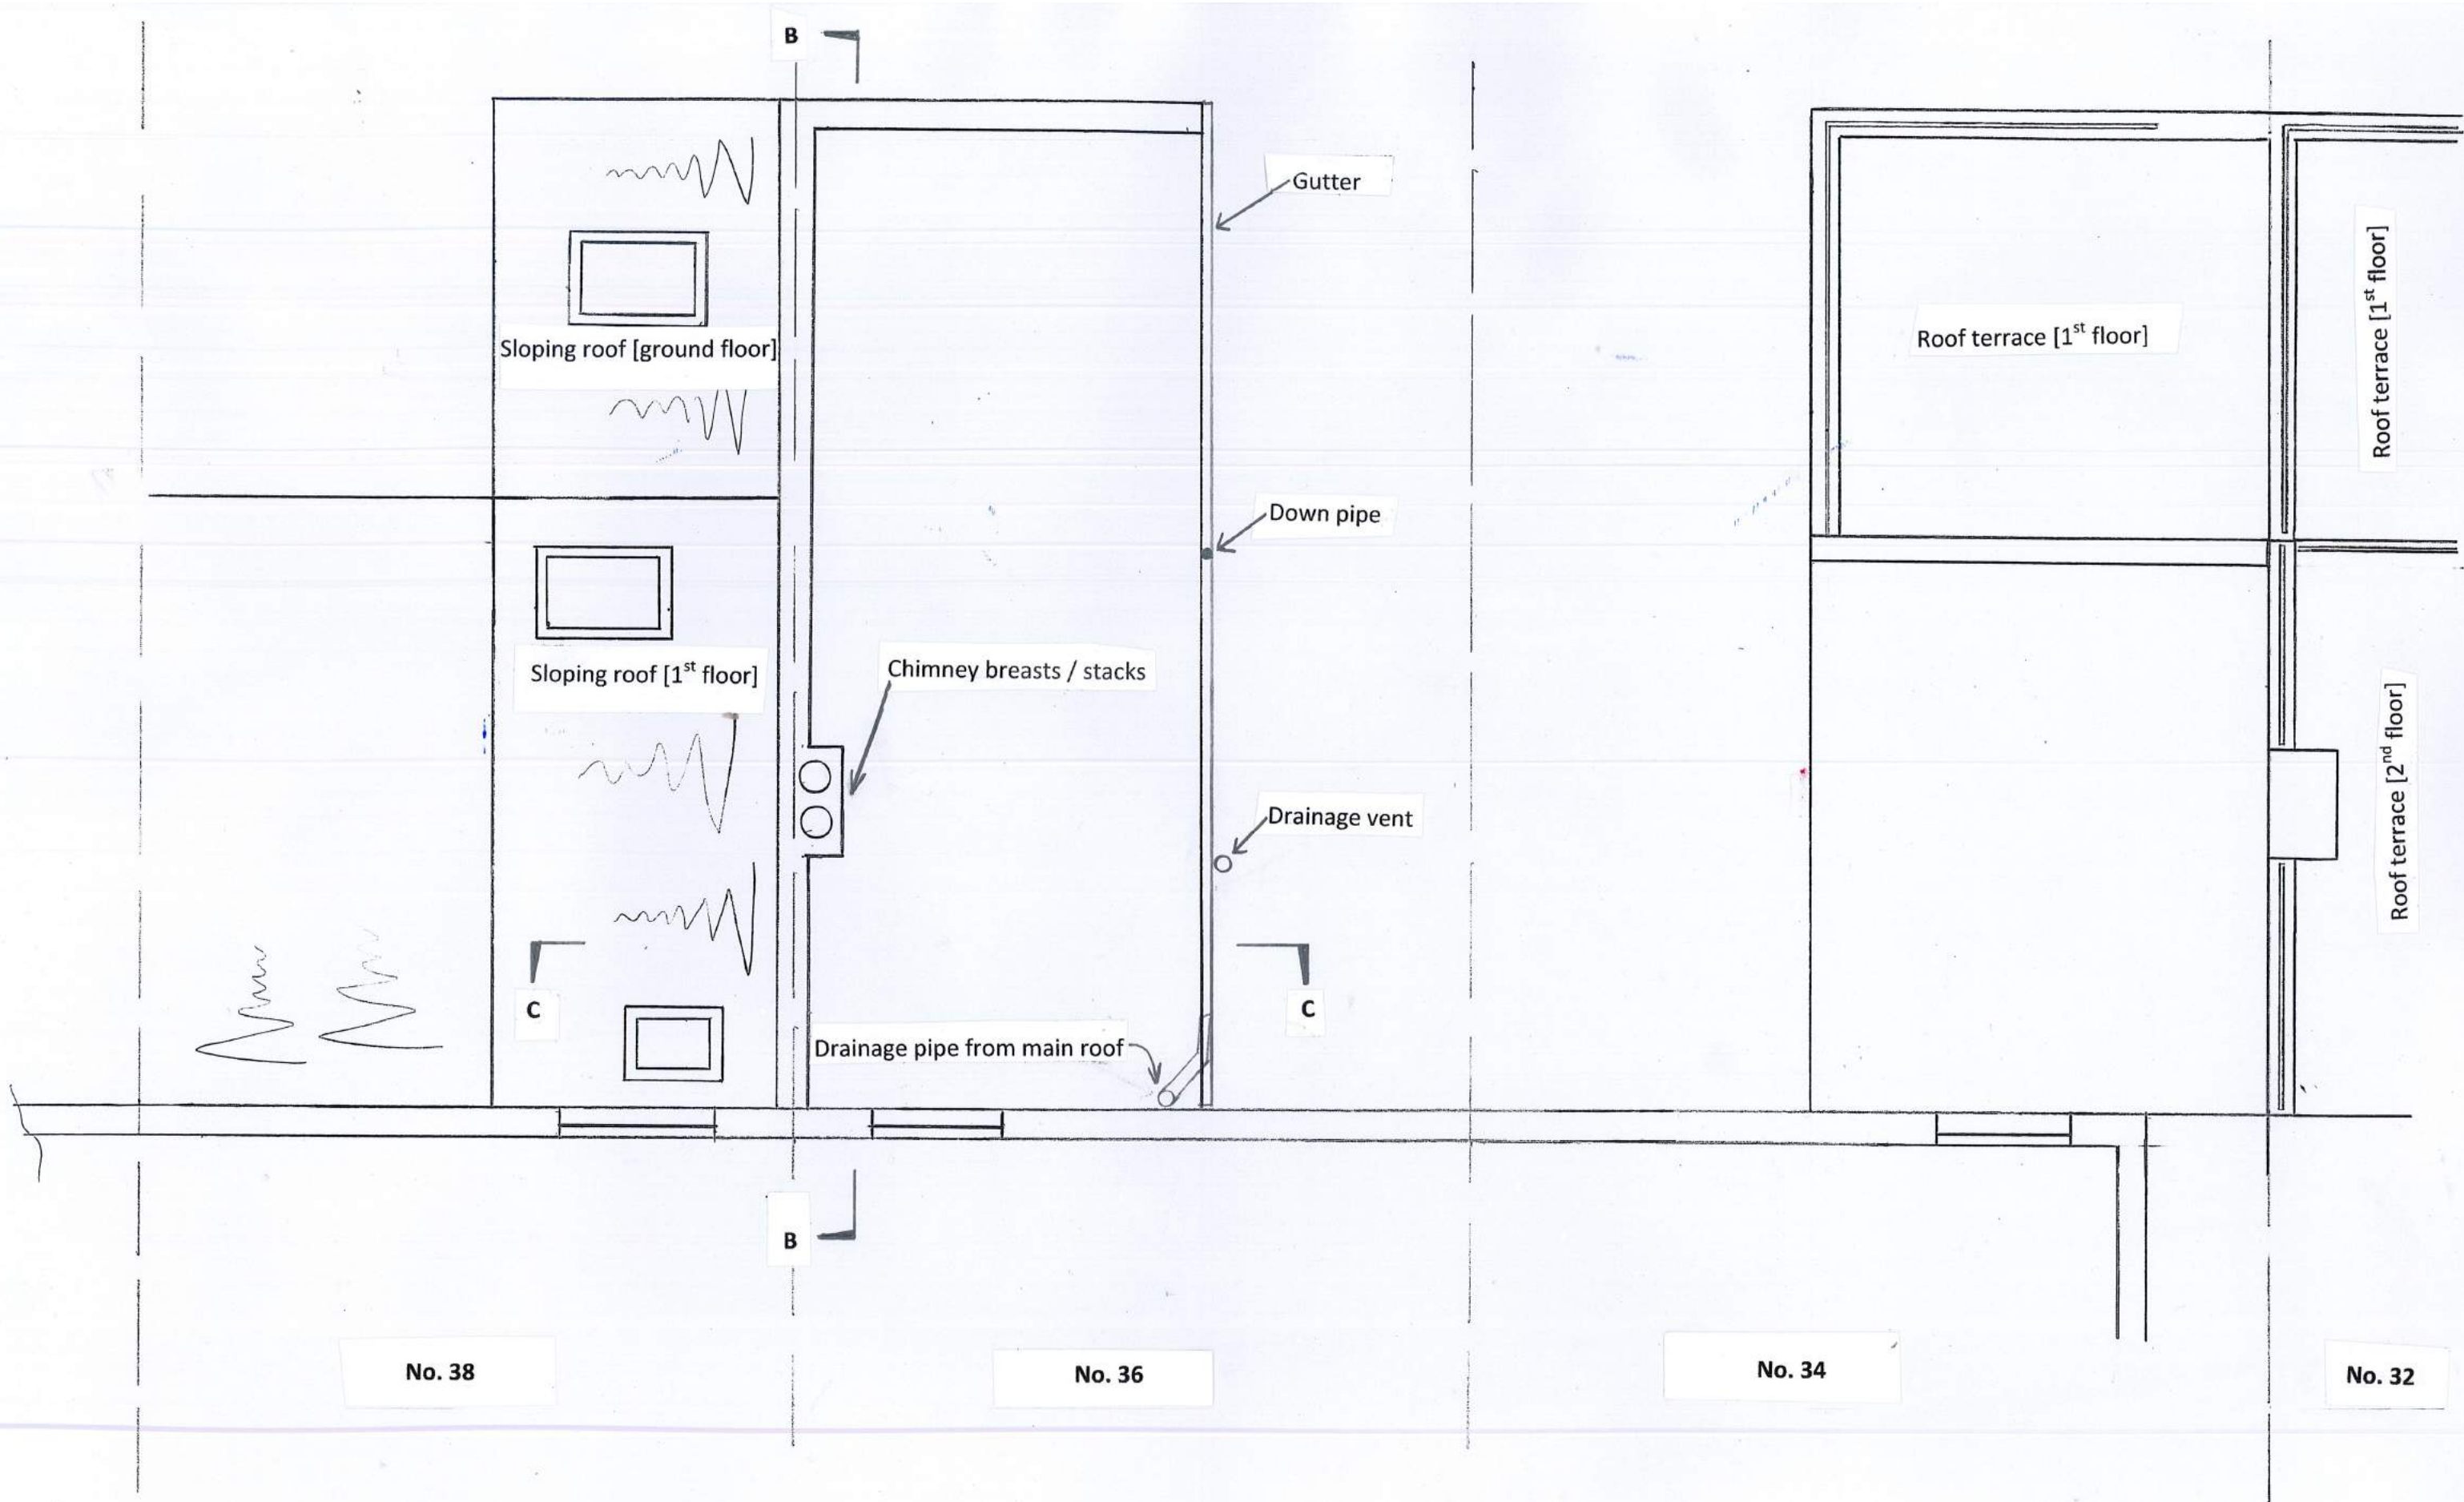 B
Gutter
Roof terrace [1st floor]
Roof terrace [1st floor]
Sloping roof [ground floor]
Down pipe
Sloping roof [1st floor]
Chimney breasts / stacks
Roof terrace [2nd floor]
Drainage vent
C
C
Drainage pipe from main roof
B
No. 38
No. 36
No. 34
No. 32